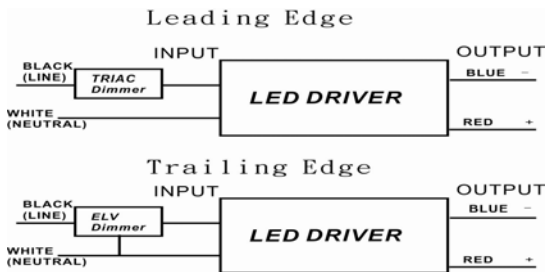 Leading Edge
INPUT
OUTPUT
BLACK
(LINE)
TRIAC
Dimmer
LED DRIVER
BLUE -
WHITE
(NEUTRAL)
RED +
Trailing Edge
INPUT
OUTPUT
BLACK
(LINE)
ELV
Dimmer
LED DRIVER
BLUE -
WHITE
(NEUTRAL)
RED +